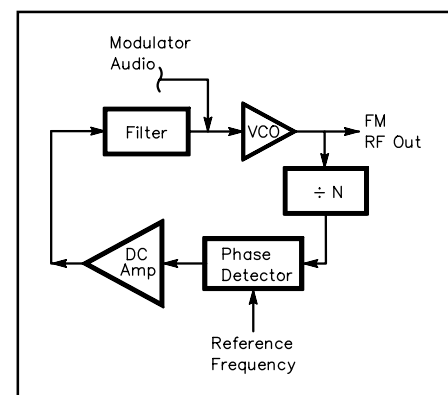 Modulator
Audio
Filter
VCO
FM
RF Out
÷ N
DC
Amp
Phase
Detector
Reference
Frequency